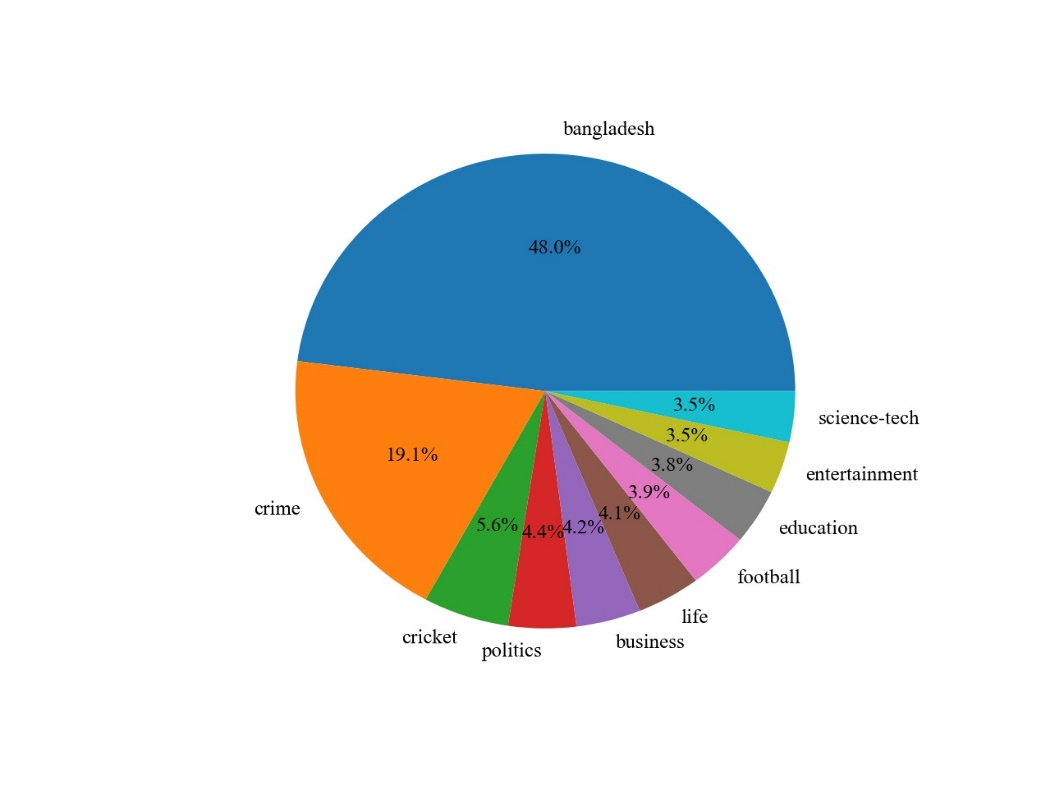 bangladesh
48.0%
3.5%
science-tech
3.5%
19.1%
3.8%
entertainment
3.9%
crime
4.1%
5.6%
4.4%
4.2%
education
football
life
cricket
business
politics